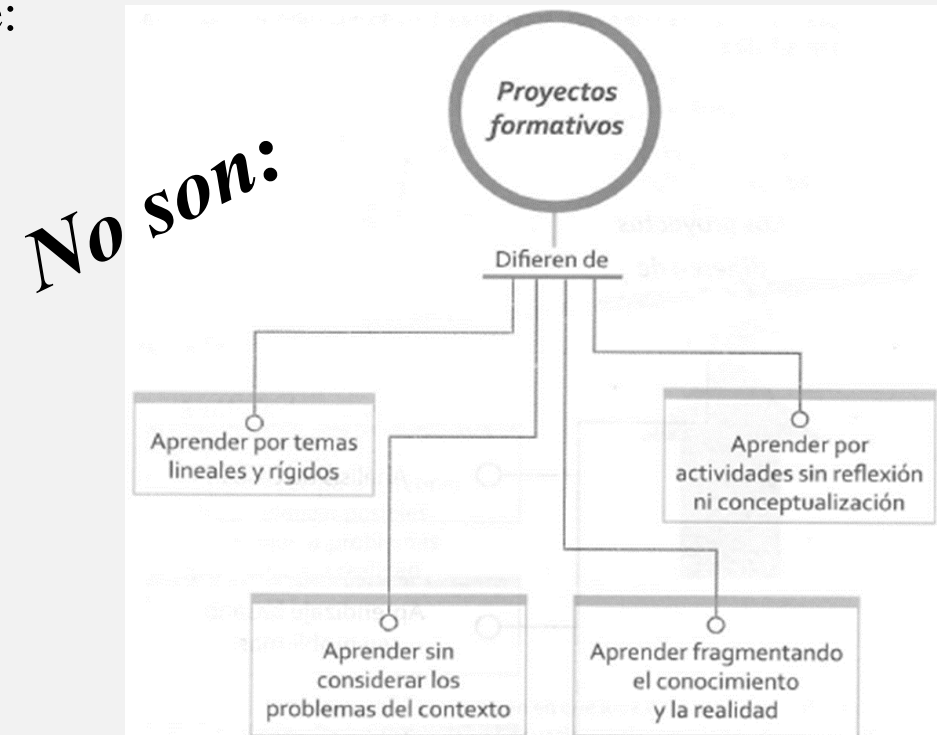 No son:
Proyectos
formativos
Difieren de
Aprender por temas
lineales y rígidos
Aprender por
actividades sin reflexión
ni conceptualización
Aprender sin
considerar los
problemas del contexto
Aprender fragmentando
el conocimiento
y la realidad